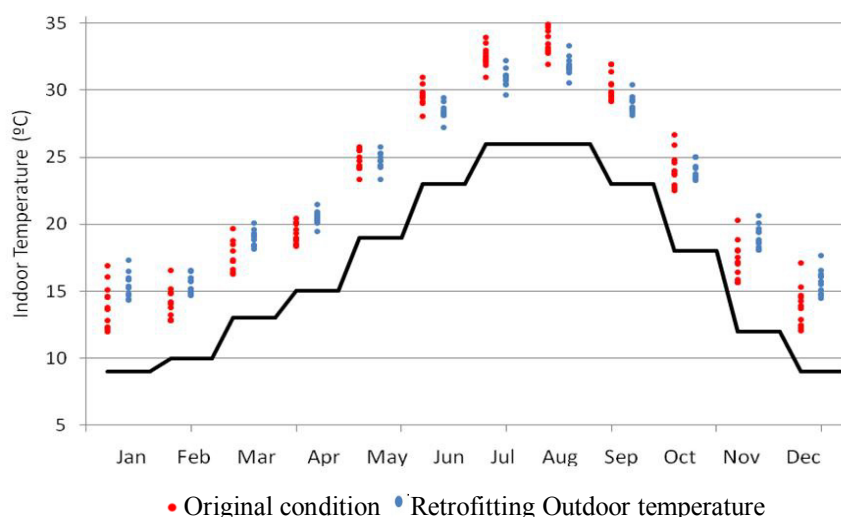 35
30
25
20
15
10
5
Indoor Temperature (ºC)
Jan Feb Mar Apr May Jun Jul Aug Sep Oct Nov Dec
Original condition Retrofitting Outdoor temperature